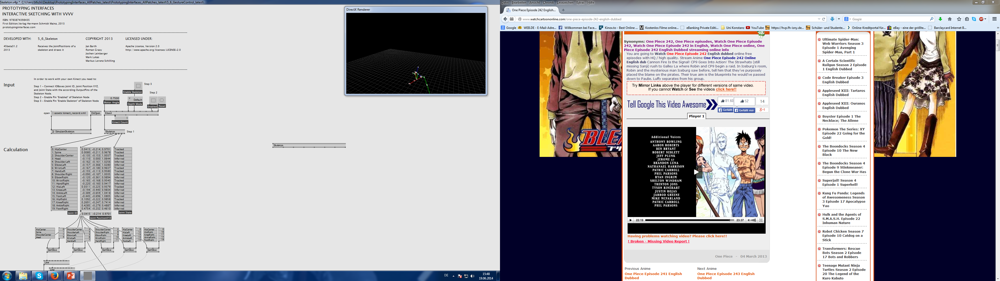 Skeleton.v4p * C:\Users\Michi\Desktop\PrototypingInterfaces_AllPatches_latest\PrototypingInterfaces_AllPatches_latest\5_6_GestureControl_latest\
PROTOTYPING INTERFACES
INTERACTIVE SKETCHING WITH VVVV
ISBN: 9783874398435
First Edition,Verlag Hermann Schmidt Mainz, 2013
prototypinginterfaces.com
DEVELOPED WITH: 5_6_Skeleton COPYRIGHT 2013 LICENSED UNDER:
45beta31.2
2013
Receives the JointPositions of a
skeleton and draws it
Jan Barth
Roman Grasy
Jochen Leinberger
Mark Lukas
Markus Lorenz Schilling
Apache License, Version 2.0
http://www.apache.org/licenses/LICENSE-2.0
Input
In order to work with your own Kinect you need to:
Step 1 - Connect IOBoxes Joint ID, Joint Position XYZ,
and Joint State with the according OutputPins of the
Skeleton Node.
Step 2 - Enable Pin "Enabled" of Skeleton Node
Step 3 - Enable Pin "Enable Skeleton" of Skeleton Node
Step 3
Enable Skeleton
Step 2
0.7500
Motor Angle
Default
Depth Mode
Enabled
Reset
open
assets\kinect_record.xml
OnOpen
Kinect
1
Kinect Count
SimulateSkeleton
Skeleton
Step 1
Calculation
0| HipCenter 0.0415 -0.214 0.9701 Tracked
1| Spine 0.0080 -0.211 0.9678 Tracked
2| ShoulderCenter -0.135 -0.153 1.0037 Tracked
3| Head -0.110 0.000 1.0644 Inferred
4| ShoulderLeft -0.162 -0.161 1.0256 Inferred
5| ElbowLeft -0.157 -0.366 1.0280 Inferred
6| WristLeft -0.167 -0.180 0.9637 Tracked
7| HandLeft -0.155 -0.113 0.9580 Tracked
8| ShoulderRight -0.090 -0.187 1.0035 Inferred
9| ElbowRight -0.120 -0.361 0.9894 Inferred
10| WristRight -0.165 -0.168 0.9540 Tracked
11| HandRight -0.220 -0.160 0.9417 Inferred
12| HipLeft 0.0311 -0.225 0.9379 Tracked
13| KneeLeft -0.194 -0.440 0.9834 Inferred
14| AnkleLeft -0.389 -0.659 1.0418 Inferred
15| FootLeft -0.445 -0.696 1.0805 Inferred
16| HipRight 0.1092 -0.222 0.9858 Tracked
17| KneeRight 0.2691 -0.247 0.7414 Inferred
18| AnkleRight 0.4285 -0.279 0.4887 Inferred
19| FootRight 0.4754 -0.232 0.4610 Inferred
Joint ID
0.0415 -0.214 0.9701
Joint State
Joint PositionXYZ
HipCenter 0
Spine 1
ShoulderCenter 2
Head 3
ShoulderCenter 2
ShoulderLeft 4
ElbowLeft 5
WristLeft 6
HandLeft 7
ShoulderCenter 2
ShoulderRight 8
ElbowRight 9
WristRight 10
HandRight 11
HipCenter 0
HipLeft 12
KneeLeft 13
AnkleLeft 14
FootLeft 15
HipCenter 0
HipRight 16
KneeRight 17
AnkleRight 18
FootRight 19
GetSlice GetSlice GetSlice GetSlice GetSlice
Line
Line
DirectX Renderer
Skeleton
DE
15:48
19.06.2014
Datei Bearbeiten Ansicht Chronik Lesezeichen Extras Hilfe
One Piece Episode 242 English...
www.watchcartoononline.com/one-piece-episode-242-english-dubbed
Google
Google WEB.DE - E-Mail-Adre... Willkommen bei Face... Kinox.to - Best Online ... Kostenlos Filme online... eBanking Private Editi... Uni Konstanz YouTube https://hvp.fh-isny.de... Schüler- und Studente... Online-Kreditportal für... eBay - eine der größte... Barclaycard Internet B...
Synonyms: One Piece 242, One Piece episodes, Watch One Piece Episode
242, Watch One Piece Episode 242 in English, Watch One Piece online, One
Piece Episode 242 English Dubbed streaming online info
You are going to Watch One Piece Episode 242 English dubbed online free
episodes with HQ / high quality. Stream Anime One Piece Episode 242 Online
English dub Cannon Fire Is the Signal! CP9 Goes Into Action! The Strawhats (still
missing Sanji) rush to Galley La where Robin and CP9 begin a raid. In Iceburg's room,
Robin and the mysterious man Iceburg saw before, tell him that they've purposely
placed the blame on the pirates. Their true aim is the blueprints he would've passed
down to Paulie. Luffy separates from his group.
Try Mirror Links above the player for different versions of same video.
If you cannot Watch or See the videos click here!!
Tell Google This Video Awesome
81.60
52
14
Gefällt
Gefällt mir
+1
Player 1
Additional Voices
ANTHONY BOWLING
AARON ROBERTS
BEN BRYANT
ROBERT NEBLETT
JEFF PLUNK
JEROME 57
BRANDON LUNA
NATHANAEL HARRISON
PATRIC CARROLL
PHIL PARSONS
RYAN INGRIM
SHELTON WINDHAM
TRENTON JONS
TYSON RINEHART
JUSTIN ROJAS
JARROD GREENE
MIKE MCFARLAND
PATRIC CARROLL
PHIL PARSONS
22:19
23:37
Having problems watching video? Please click here!!
! Broken - Missing Video Report !
One Piece - 04 March 2013
Previous Anime
One Piece Episode 241 English
Dubbed
Next Anime
One Piece Episode 243 English
Dubbed
Ultimate Spider-Man:
Web Warriors Season 3
Episode 1 Avenging
Spider-Man, Part 1
A Certain Scientific
Railgun Season 2 Episode
1 English Dubbed
Code Breaker Episode 3
English Dubbed
Appleseed XIII: Tartaros
English Dubbed
Appleseed XIII: Ouranos
English Dubbed
Boyster Episode 1 The
Necklace; The Aliene
Pokemon The Series: XY
Episode 22 Going for the
Gold!
The Boondocks Season 4
Episode 10 The New
Black
The Boondocks Season 4
Episode 9 Stinkmeaner:
Begun the Clone War Has
Superjail! Season 4
Episode 1 Superhell!
Kung Fu Panda: Legends
of Awesomeness Season
3 Episode 17 Apocalypse
Yao
Hulk and the Agents of
S.M.A.S.H. Episode 22
Inhuman Nature
Robot Chicken Season 7
Episode 10 Catdog on a
Stick
Transformers: Rescue
Bots Season 2 Episode
17 Bots and Robbers
Teenage Mutant Ninja
Turtles Season 2 Episode
20 The Legend of the
Kuro Kabuto